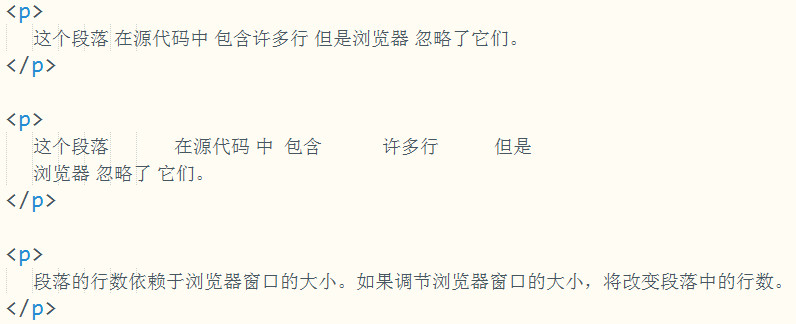 <p>
    这个段落 在源代码中 包含许多行 但是浏览器 忽略了它们。
</p>

<p>
    这个段落      在源代码 中  包含      许多行      但是
    浏览器 忽略了 它们。
</p>

<p>
    段落的行数依赖于浏览器窗口的大小。如果调节浏览器窗口的大小，将改变段落中的行数。
</p>